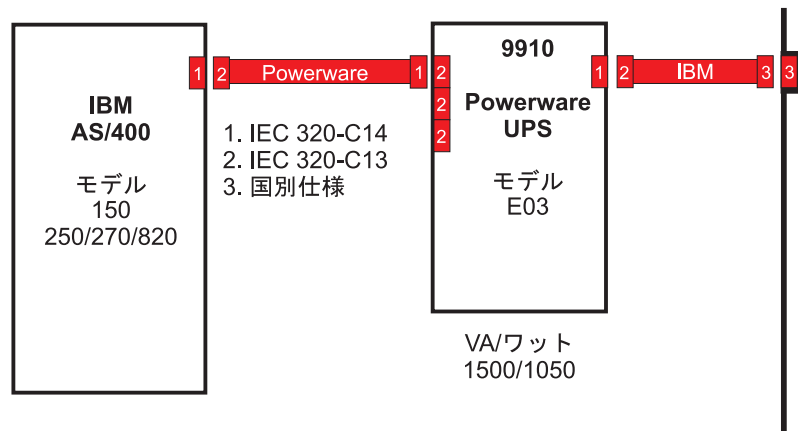 IBM
AS/400
モデル
150
250/270/820
1
2 Powerware 1
1. IEC 320-C14
2. IEC 320-C13
3. 国別仕様
9910
Powerware
UPS
モデル
E03
2
2
2
1
VA/ワット
1500/1050
2 IBM 3
3